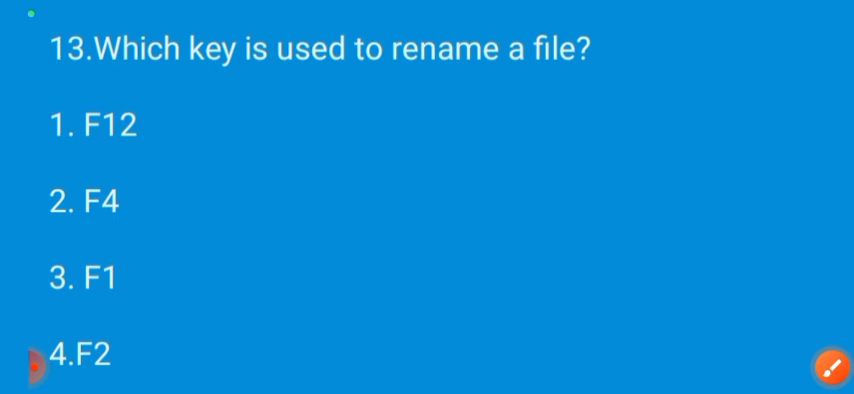 13.Which key is used to rename a file?
1. F12
2. F4
3. F1
4.F2